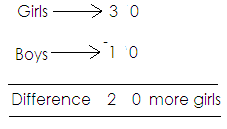 Girls → 3 0
Boys → - 1 0
Difference 2 0 more girls